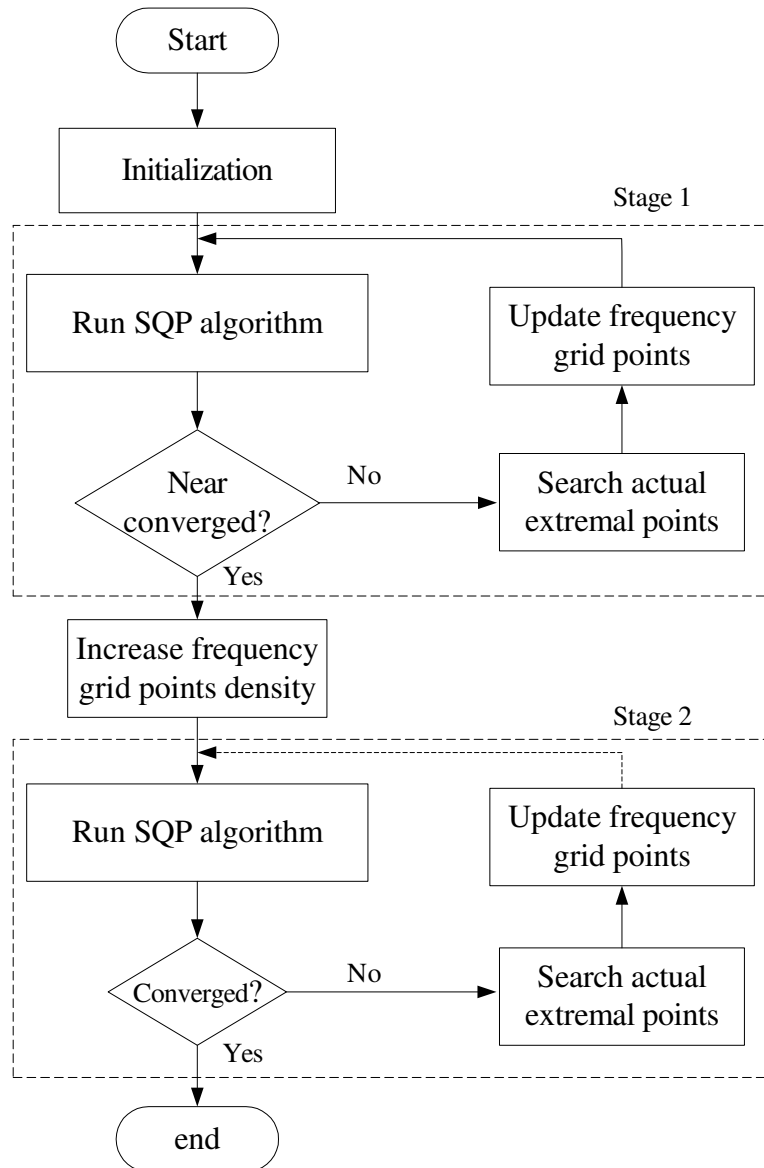 Start
Initialization
Stage 1
Run SQP algorithm
Update frequency
grid points
Near
converged?
No
Search actual
extremal points
Yes
Increase frequency
grid points density
Stage 2
Run SQP algorithm
Update frequency
grid points
Converged?
No
Search actual
extremal points
Yes
end